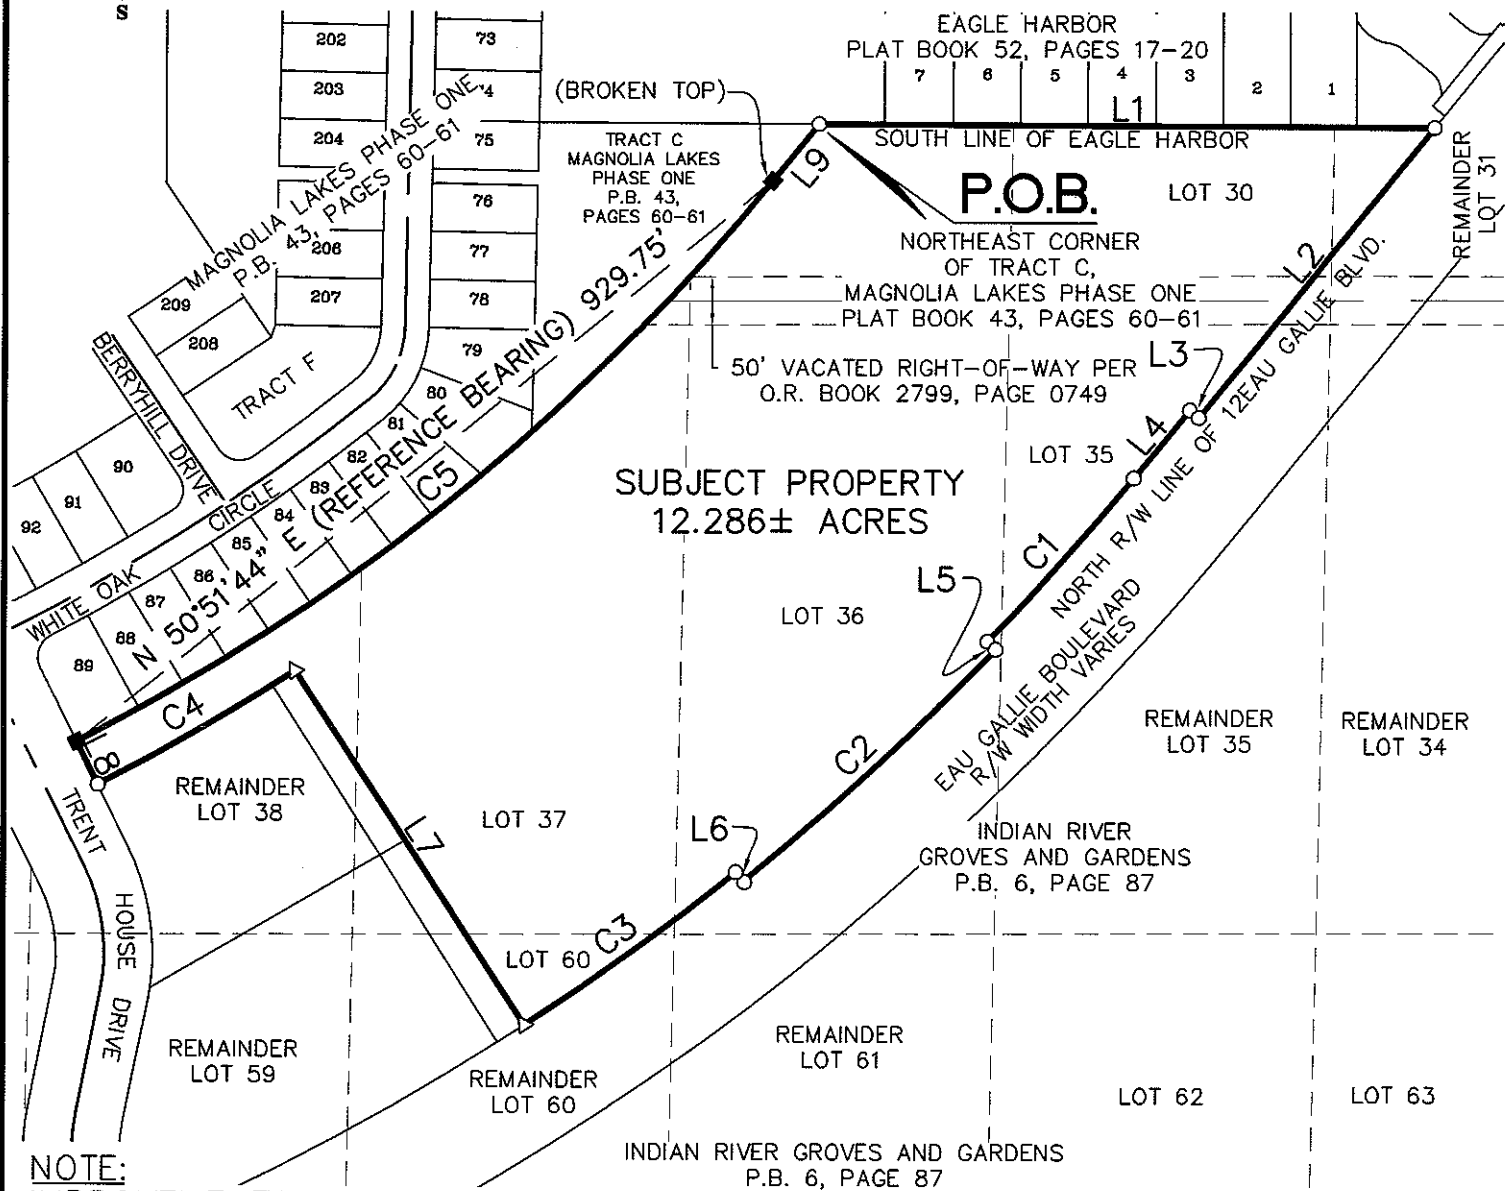 S
EAGLE HARBOR
PLAT BOOK 52, PAGES 17-20
7
6
5
4
3
2
1
202
203
204
206
207
208
209
73
75
76
77
78
79
80
81
82
83
84
85
86
87
88
89
90
91
92
MAGNOLIA LAKES PHASE ONE
P.B. 43, PAGES 60-61
(BROKEN TOP)
TRACT C
MAGNOLIA LAKES
PHASE ONE
P.B. 43,
PAGES 60-61
L1
SOUTH LINE OF EAGLE HARBOR
L9
P.O.B.
LOT 30
REMAINDER
LOT 31
NORTHEAST CORNER
OF TRACT C,
MAGNOLIA LAKES PHASE ONE
PLAT BOOK 43, PAGES 60-61
L2
50' VACATED RIGHT-OF-WAY PER
O.R. BOOK 2799, PAGE 0749
L3
NORTH R/W LINE OF 12EAU GALLIE BLVD.
BERRYHILL DRIVE
TRACT F
WHITE OAK CIRCLE
N 50°51'44" E (REFERENCE BEARING) 929.75'
C5
L4
LOT 35
SUBJECT PROPERTY
12.286± ACRES
C1
L5
LOT 36
EAU GALLIE BOULEVARD
R/W WIDTH VARIES
C4
L8
REMAINDER
LOT 38
TRENT HOUSE DRIVE
L7
LOT 37
C2
L6
REMAINDER
LOT 35
REMAINDER
LOT 34
INDIAN RIVER
GROVES AND GARDENS
P.B. 6, PAGE 87
C3
LOT 60
REMAINDER
LOT 59
REMAINDER
LOT 60
REMAINDER
LOT 61
LOT 62
LOT 63
INDIAN RIVER GROVES AND GARDENS
P.B. 6, PAGE 87
NOTE: